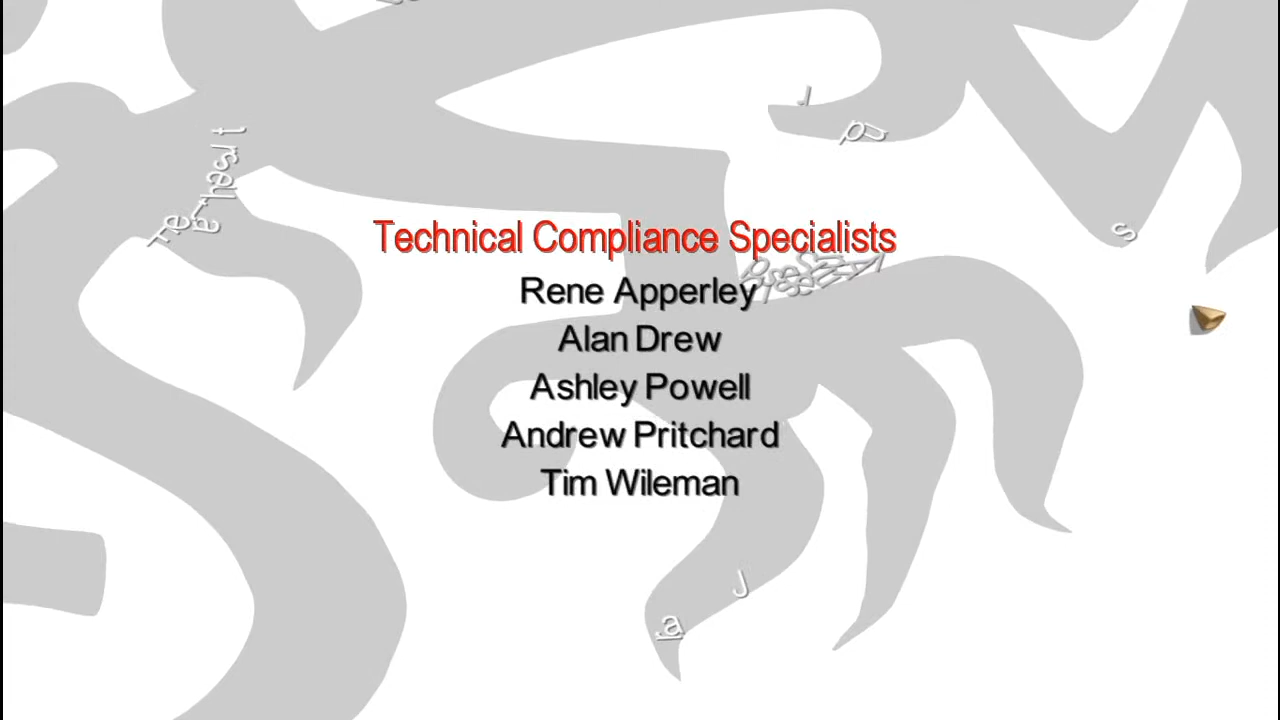 Technical Compliance Specialists
Rene Apperley
Alan Drew
Ashley Powell
Andrew Pritchard
Tim Wileman